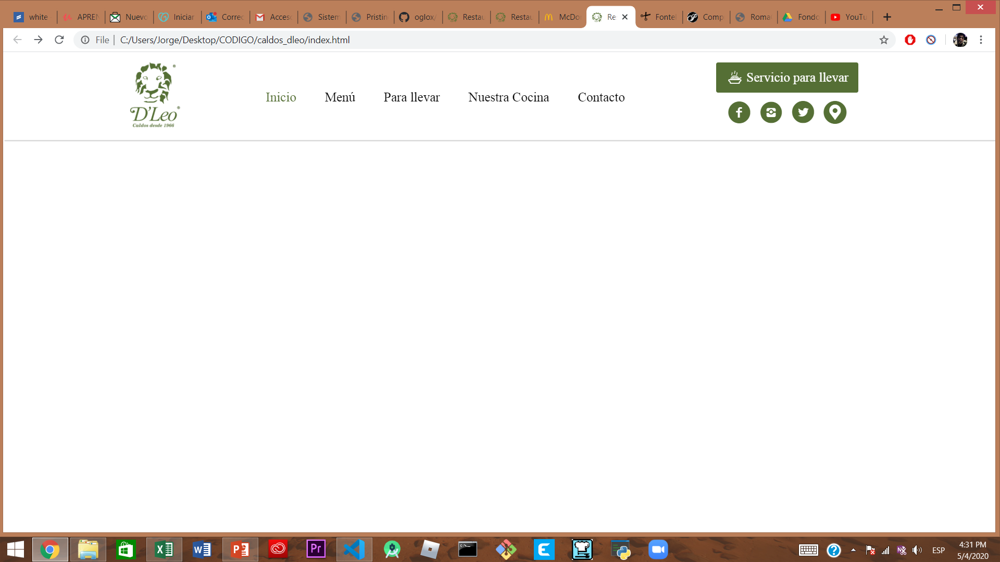 white
APREN
Nuevo
Iniciar
Correo
Acceso
Sistem
Pristin
oglox/
Restau
Restau
McDon
Re
Fontel
Comp
Roma
Fondo
YouTu
File
C:/Users/Jorge/Desktop/CODIGO/caldos_dleo/index.html
D'Leo®
Caldos desde 1966
Inicio
Menú
Para llevar
Nuestra Cocina
Contacto
Servicio para llevar
ESP
4:31 PM
5/4/2020